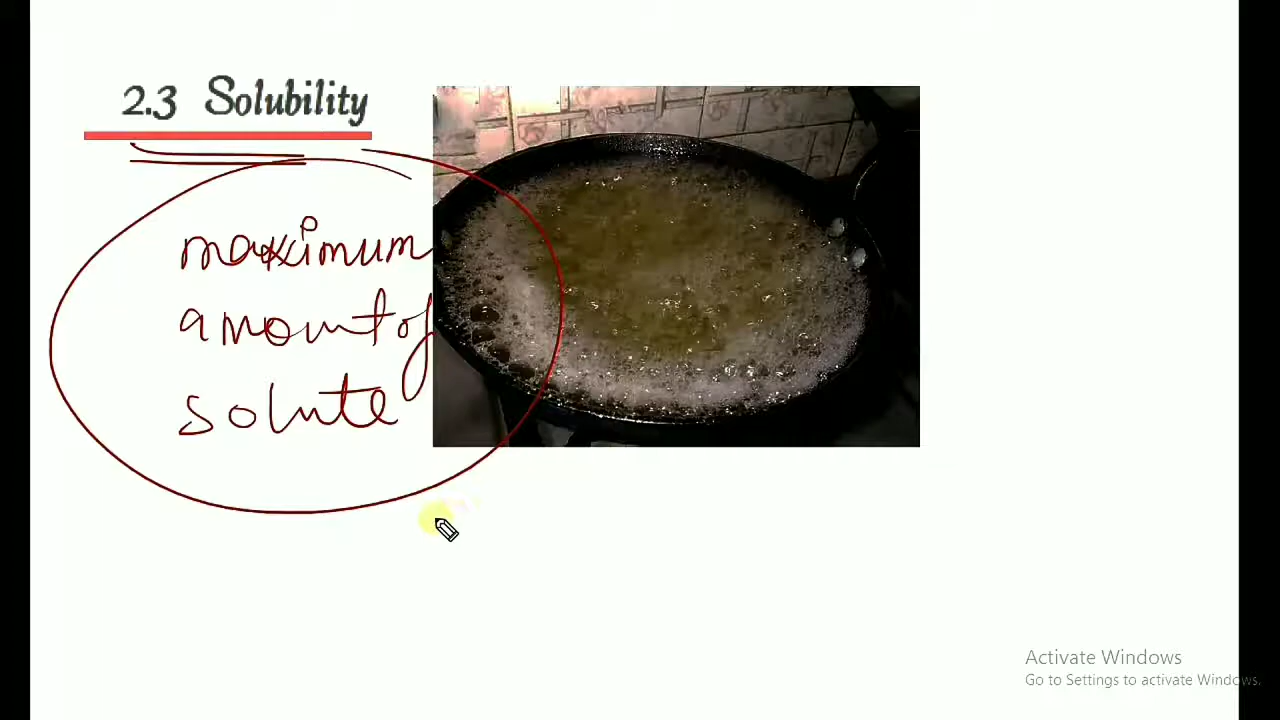 2.3 Solubility
maximum
amount of
solute
Activate Windows
Go to Settings to activate Windows.